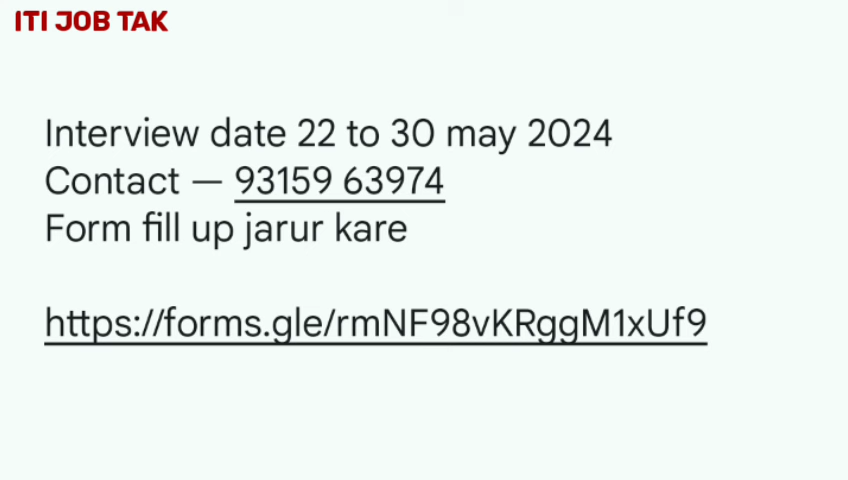 ITI JOB TAK
Interview date 22 to 30 may 2024
Contact — 93159 63974
Form fill up jarur kare
https://forms.gle/rmNF98vKRggM1xUf9